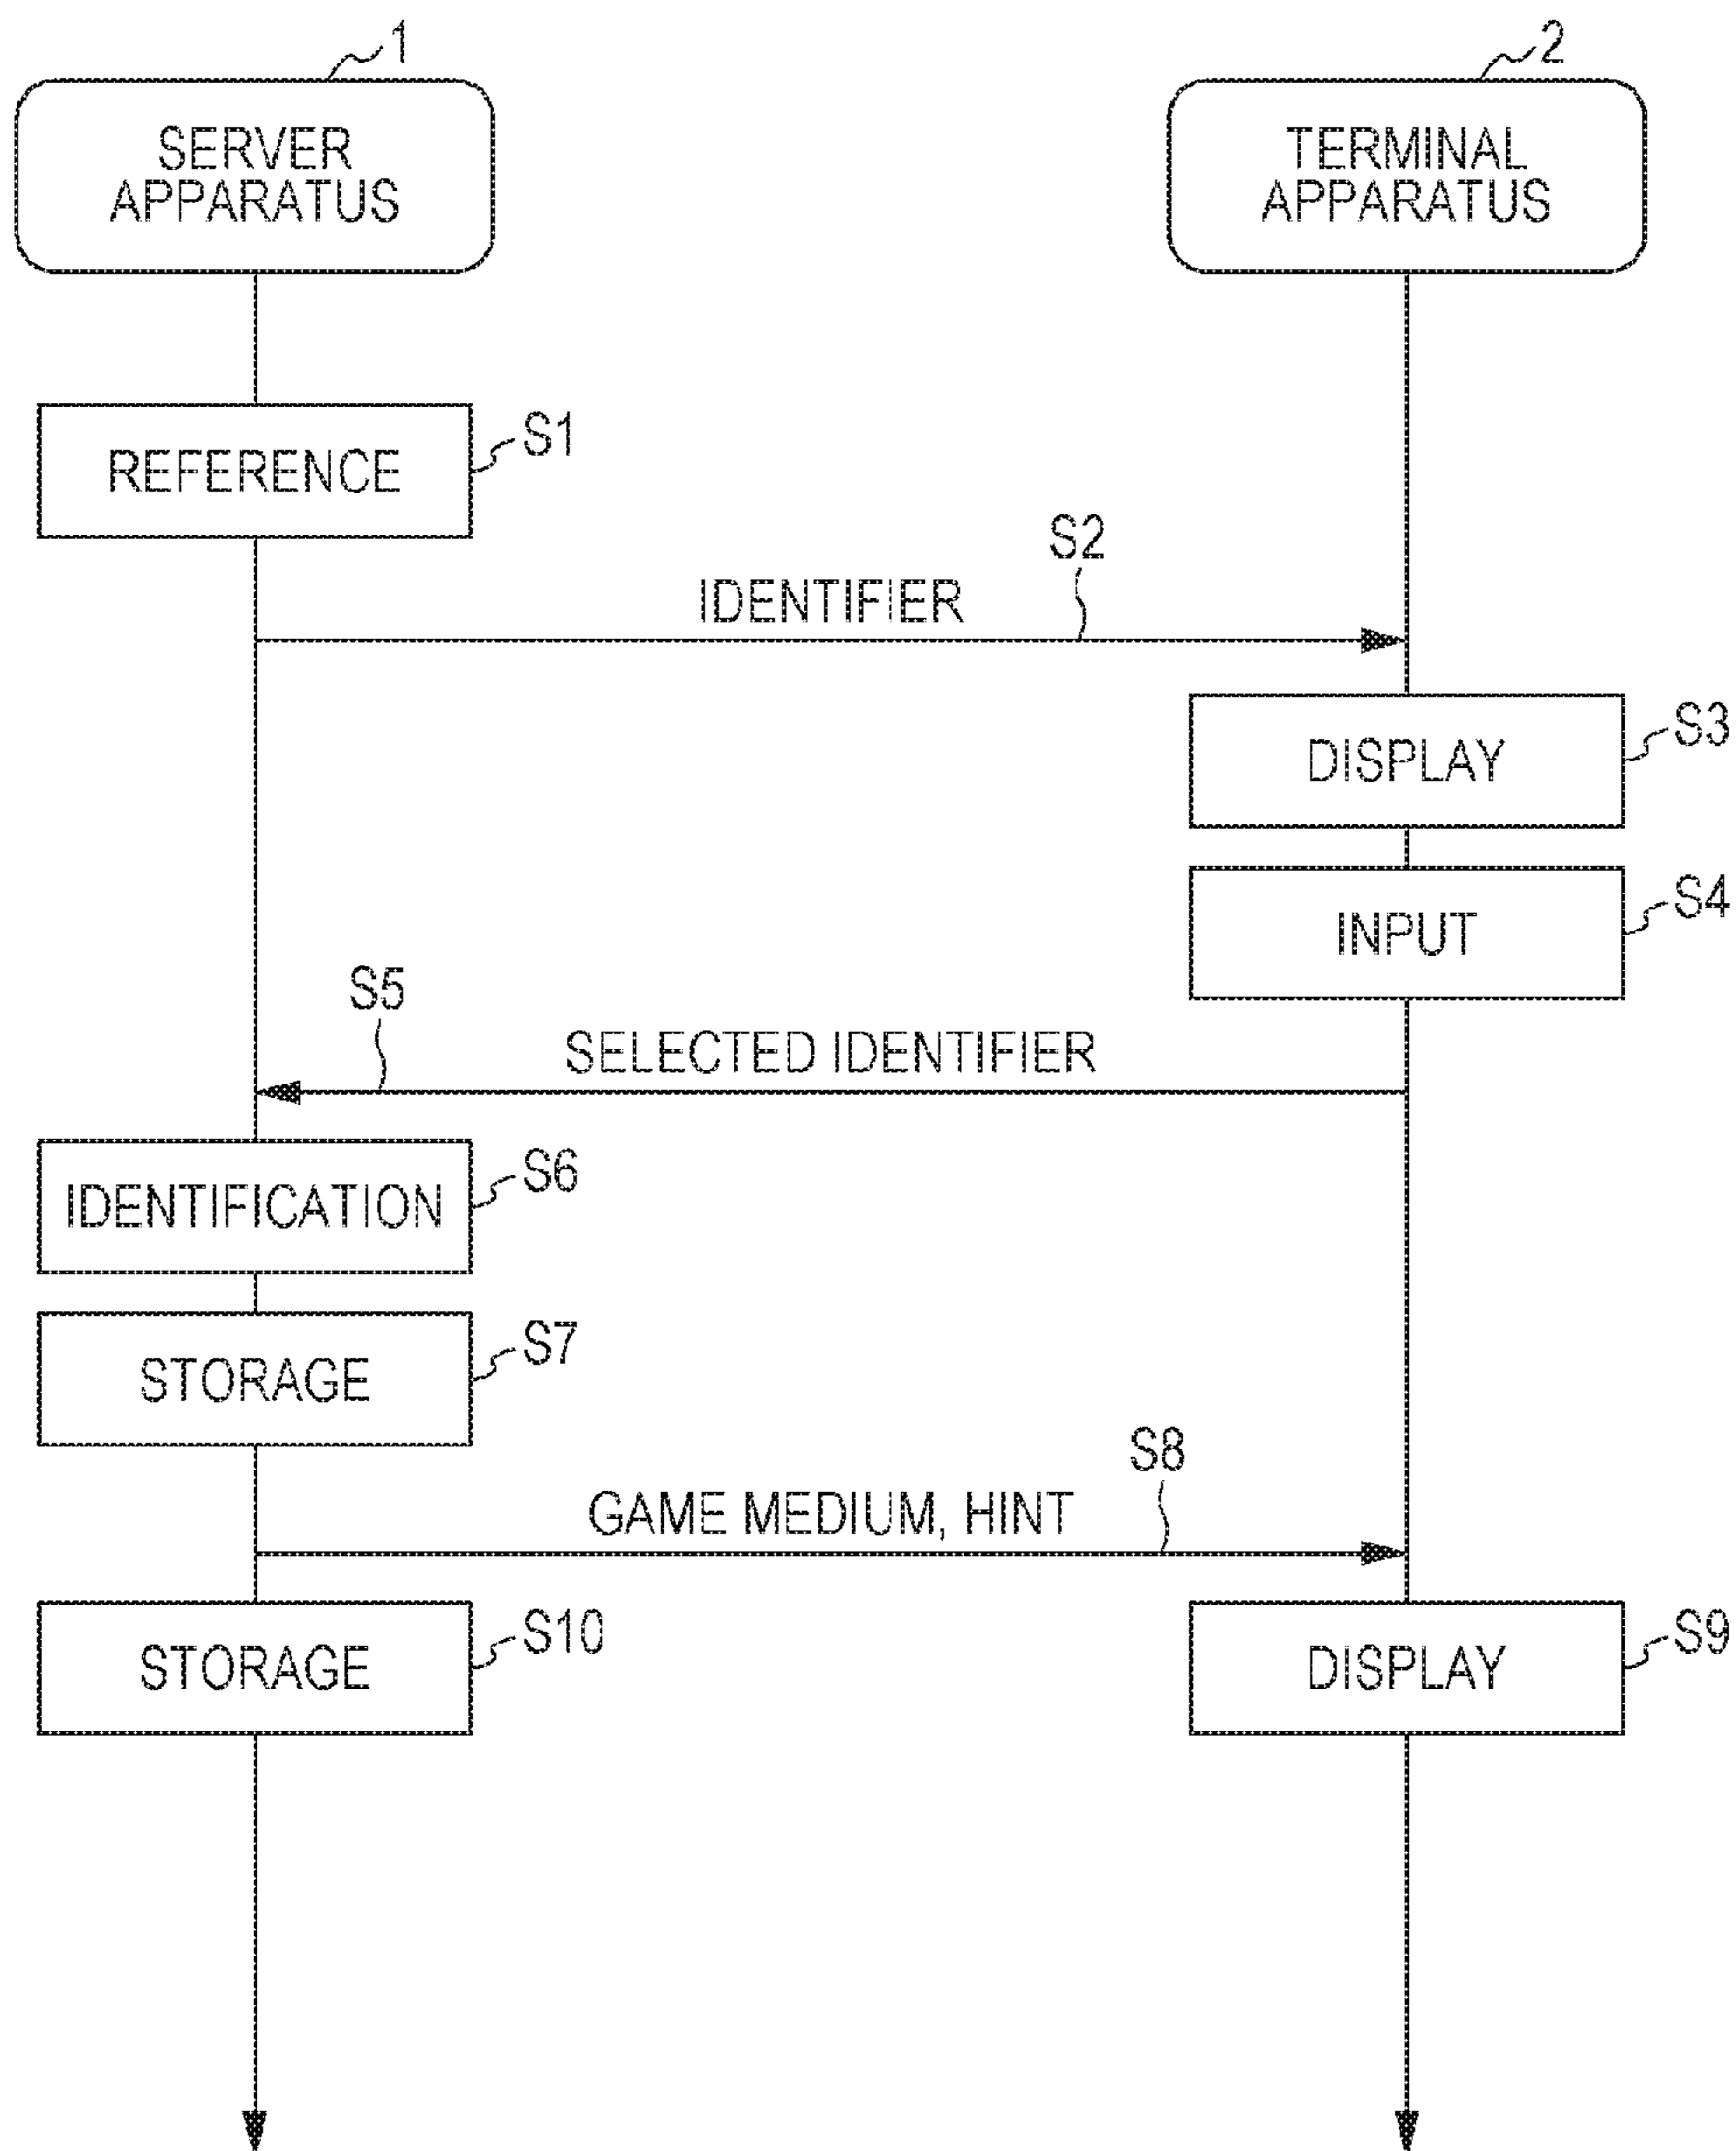 1
2
SERVER
APPARATUS
TERMINAL
APPARATUS
REFERENCE
S1
S2
IDENTIFIER
DISPLAY
S3
INPUT
S4
S5
SELECTED IDENTIFIER
IDENTIFICATION
S6
STORAGE
S7
S8
GAME MEDIUM, HINT
STORAGE
S10
DISPLAY
S9